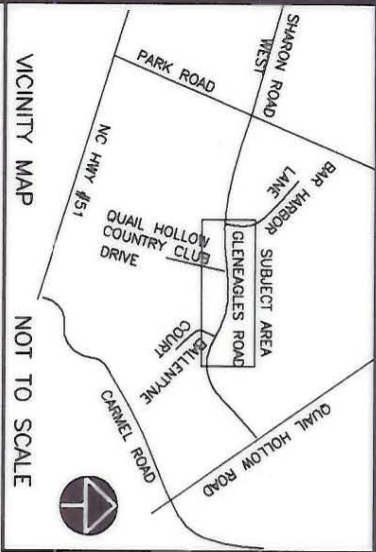 SHARON ROAD
WEST
PARK ROAD
BAR HARBOR
LANE
NC HWY #51
QUAIL HOLLOW
COUNTRY CLUB
DRIVE
SUBJECT AREA
GLENEAGLES ROAD
BALLENTYNE
COURT
QUAIL HOLLOW ROAD
CARMEL ROAD
VICINITY MAP
NOT TO SCALE